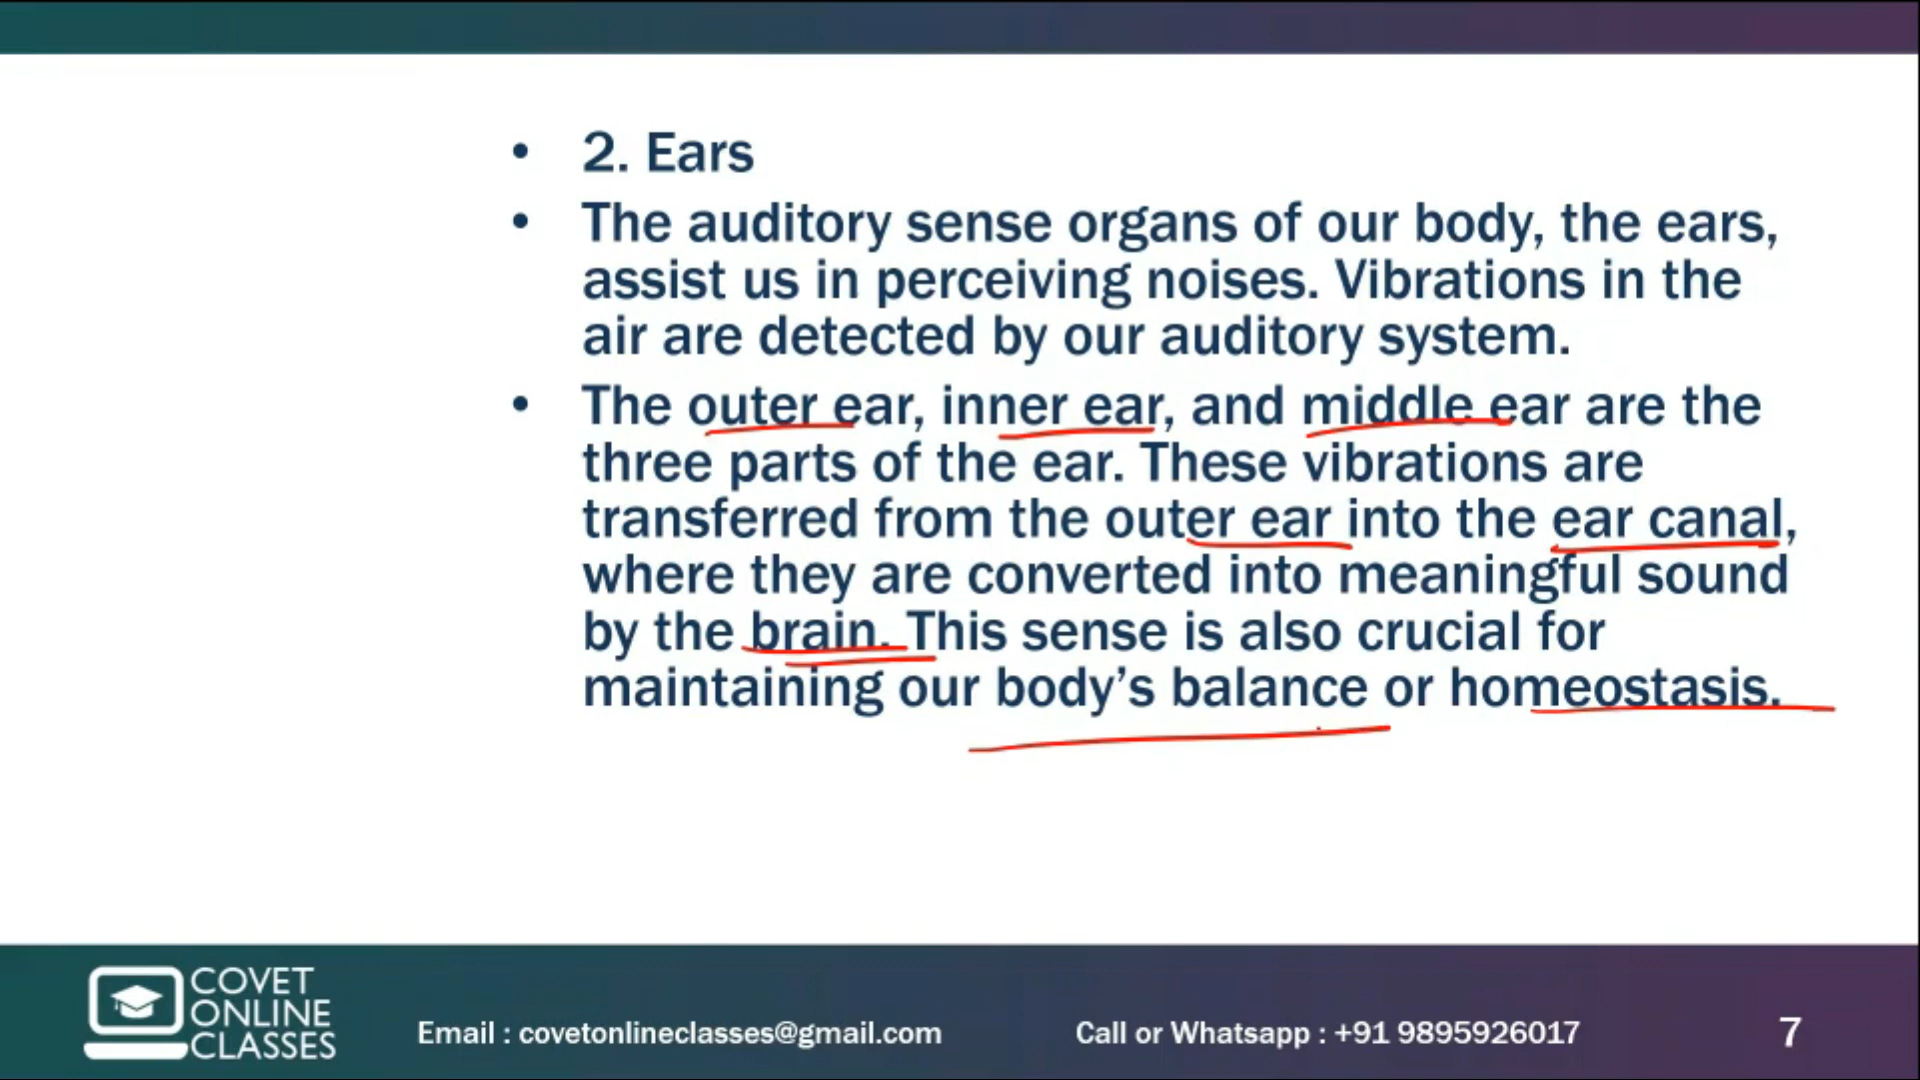 • 2. Ears
• The auditory sense organs of our body, the ears,
assist us in perceiving noises. Vibrations in the
air are detected by our auditory system.
• The outer ear, inner ear, and middle ear are the
three parts of the ear. These vibrations are
transferred from the outer ear into the ear canal,
where they are converted into meaningful sound
by the brain. This sense is also crucial for
maintaining our body’s balance or homeostasis.
COVET
ONLINE
CLASSES
Email : covetonlineclasses@gmail.com
Call or Whatsapp : +91 9895926017
7